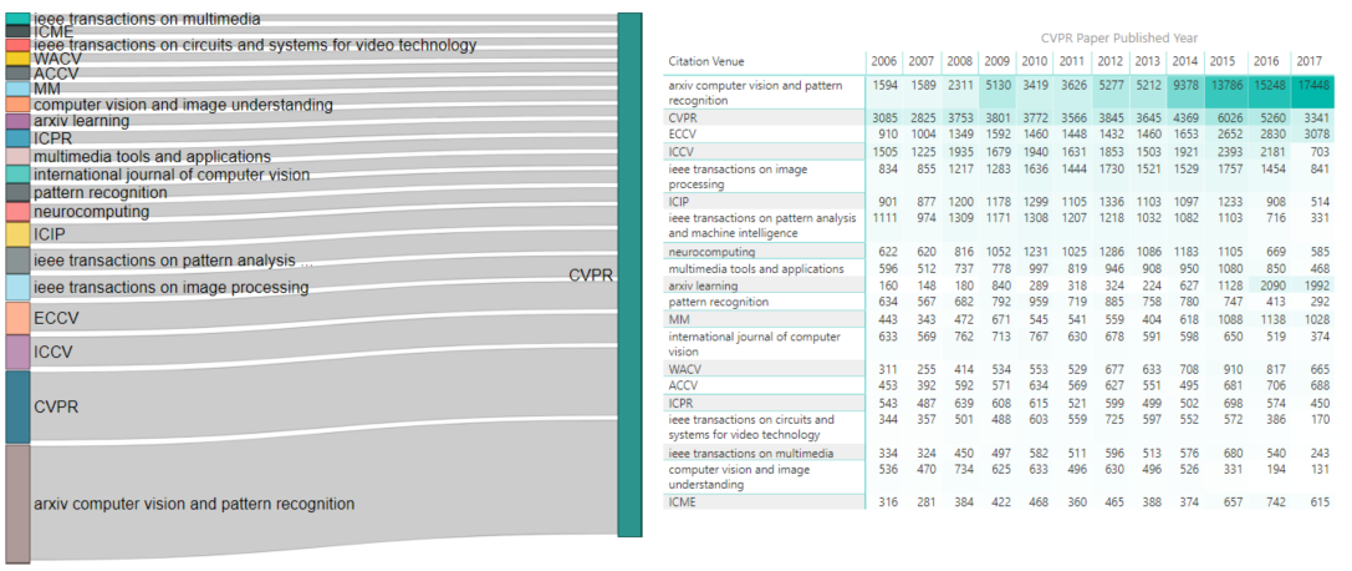 ieee transactions on multimedia
ICME
ieee transactions on circuits and systems for video technology
WACV
ACCV
MM
computer vision and image understanding
arxiv learning
ICPR
multimedia tools and applications
international journal of computer vision
pattern recognition
neurocomputing
ICIP
ieee transactions on pattern analysis ...
ieee transactions on image processing
ECCV
ICCV
CVPR
arxiv computer vision and pattern recognition
CVPR
CVPR Paper Published Year
Citation Venue 2006 2007 2008 2009 2010 2011 2012 2013 2014 2015 2016 2017
arxiv computer vision and pattern 1594 1589 2311 5130 3419 3626 5277 5212 9378 13786 15248 17448
recognition
CVPR 3085 2825 3753 3801 3772 3566 3845 3645 4369 6026 5260 3341
ECCV 910 1004 1349 1592 1460 1448 1432 1460 1653 2652 2830 3078
ICCV 1505 1225 1935 1679 1940 1631 1853 1503 1921 2393 2181 703
ieee transactions on image 834 855 1217 1283 1636 1444 1730 1521 1529 1757 1454 841
processing
ICIP 901 877 1200 1178 1299 1105 1336 1103 1097 1233 908 514
ieee transactions on pattern analysis 1111 974 1309 1171 1308 1207 1218 1032 1082 1103 716 331
and machine intelligence
neurocomputing 622 620 816 1052 1231 1025 1286 1086 1183 1105 669 585
multimedia tools and applications 596 512 737 778 997 819 946 908 950 1080 850 468
arxiv learning 160 148 180 840 289 318 324 224 627 1128 2090 1992
pattern recognition 634 567 682 792 959 719 885 758 780 747 413 292
MM 443 343 472 671 545 541 559 404 618 1088 1138 1028
international journal of computer 633 569 762 713 767 630 678 591 598 650 519 374
vision
WACV 311 255 414 534 553 529 677 633 708 910 817 665
ACCV 453 392 592 571 634 569 627 551 495 681 706 688
ICPR 543 487 639 608 615 521 599 499 502 698 574 450
ieee transactions on circuits and 344 357 501 488 603 559 725 597 552 572 386 170
systems for video technology
ieee transactions on multimedia 334 324 450 497 582 511 596 513 576 680 540 243
computer vision and image 536 470 734 625 633 496 630 496 526 331 194 131
understanding
ICME 316 281 384 422 468 360 465 388 374 657 742 615